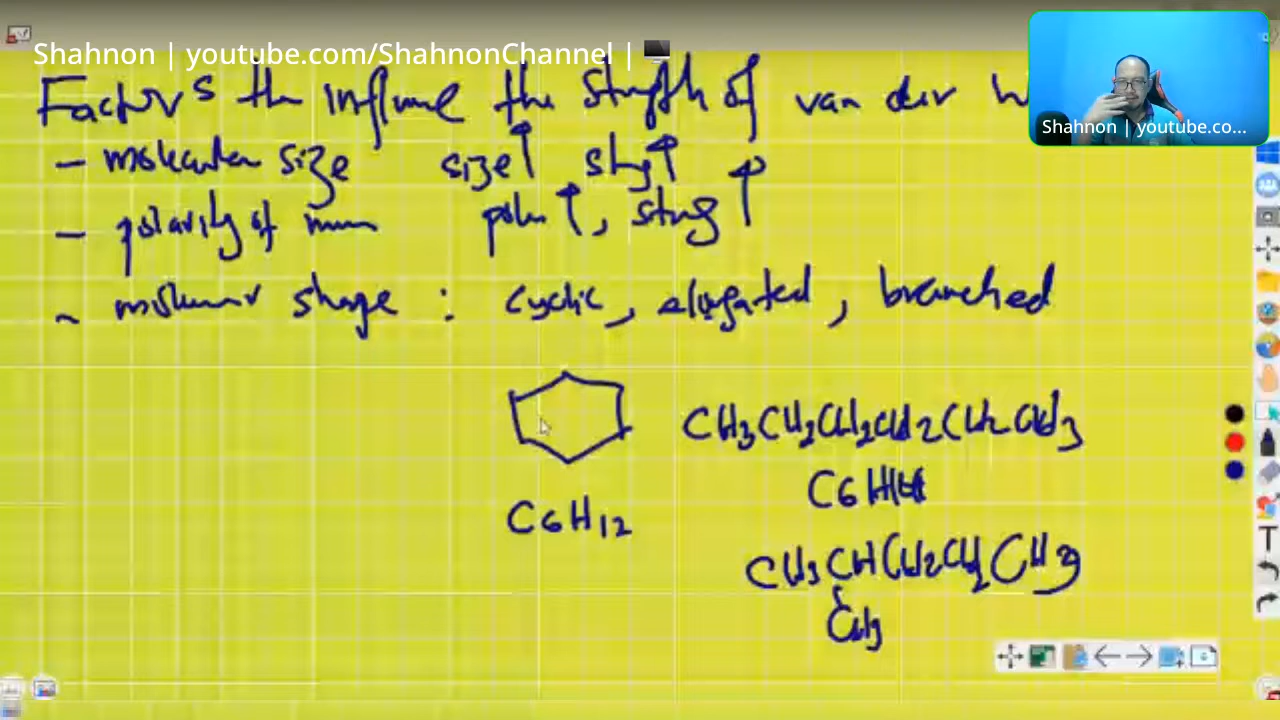 Shahnon | youtube.com/ShahnonChannel |
Factors the influence the strength of van der
Shahnon | youtube.co...
- molecular size size↑ strg↑
- polarity of polar ↑, strng ↑
- molecular shape : cyclic, elongated, branched
CH3CH2CH2CH2CH2CH3
C6H14
C6H12
CH3CHCH2CH2CH3
CH3
T